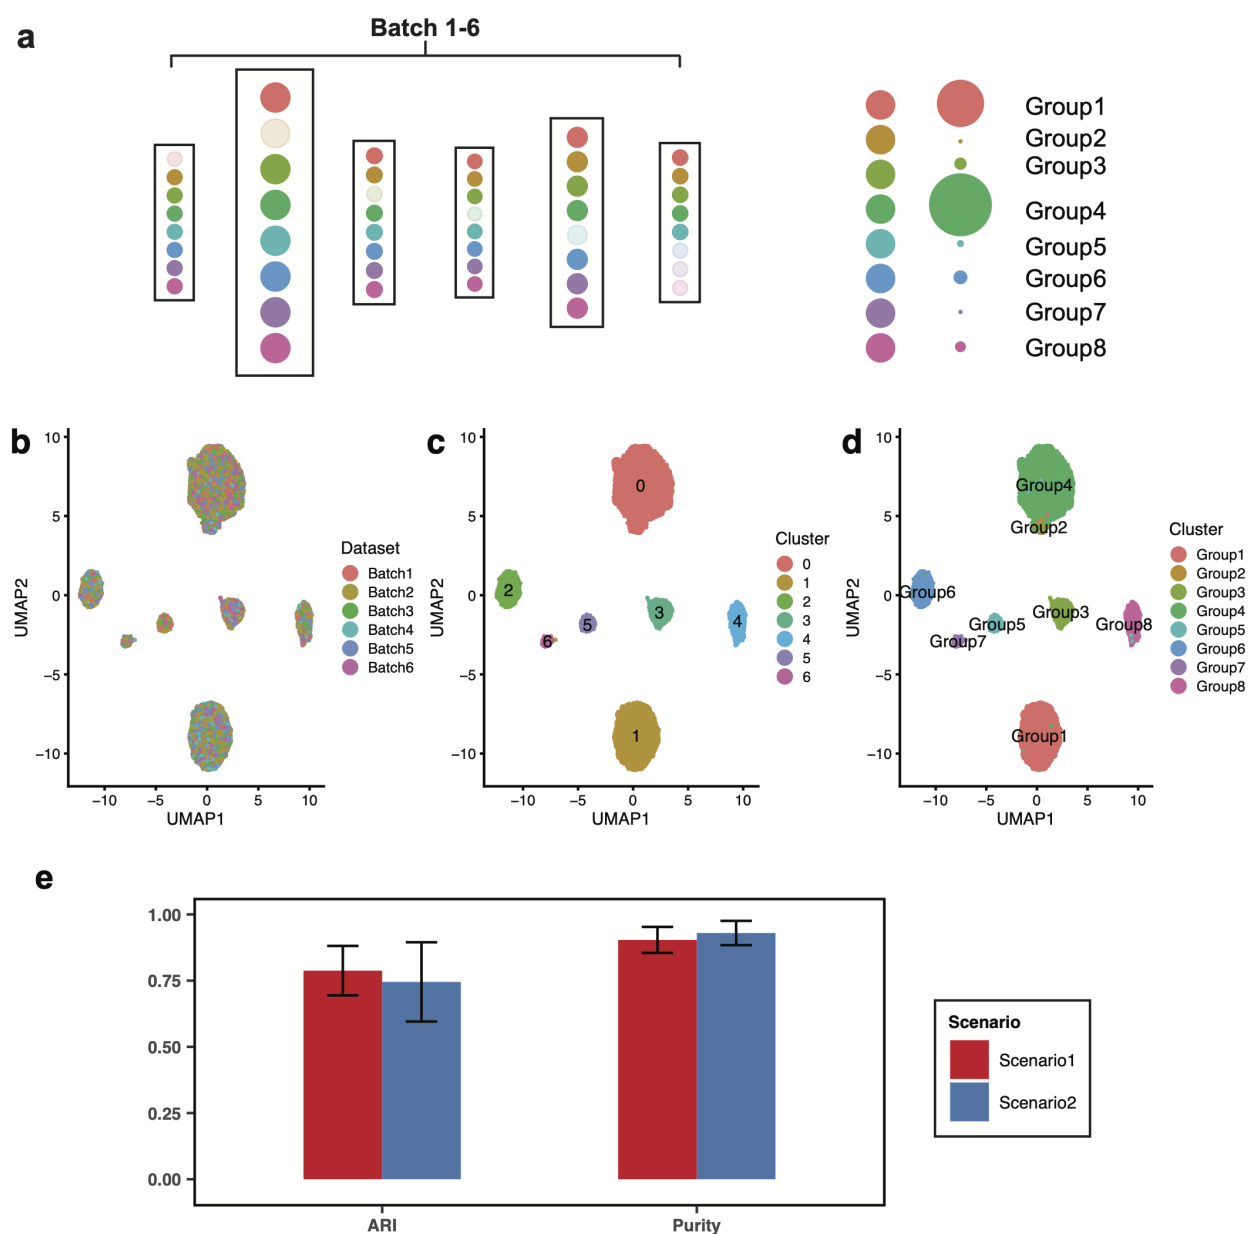 a
Batch 1-6
Group1
Group2
Group3
Group4
Group5
Group6
Group7
Group8
b
10
5
0
−5
−10
UMAP2
−10 −5 0 5 10
UMAP1
Dataset
Batch1
Batch2
Batch3
Batch4
Batch5
Batch6
c
10
5
0
−5
−10
UMAP2
0
2
3
4
5
6
1
−10 −5 0 5 10
UMAP1
Cluster
0
1
2
3
4
5
6
d
10
5
0
−5
−10
UMAP2
Group4
Group2
Group6
Group3
Group5
Group8
Group7
Group1
−10 −5 0 5 10
UMAP1
Cluster
Group1
Group2
Group3
Group4
Group5
Group6
Group7
Group8
e
1.00
0.75
0.50
0.25
0.00
ARI Purity
Scenario
Scenario1
Scenario2